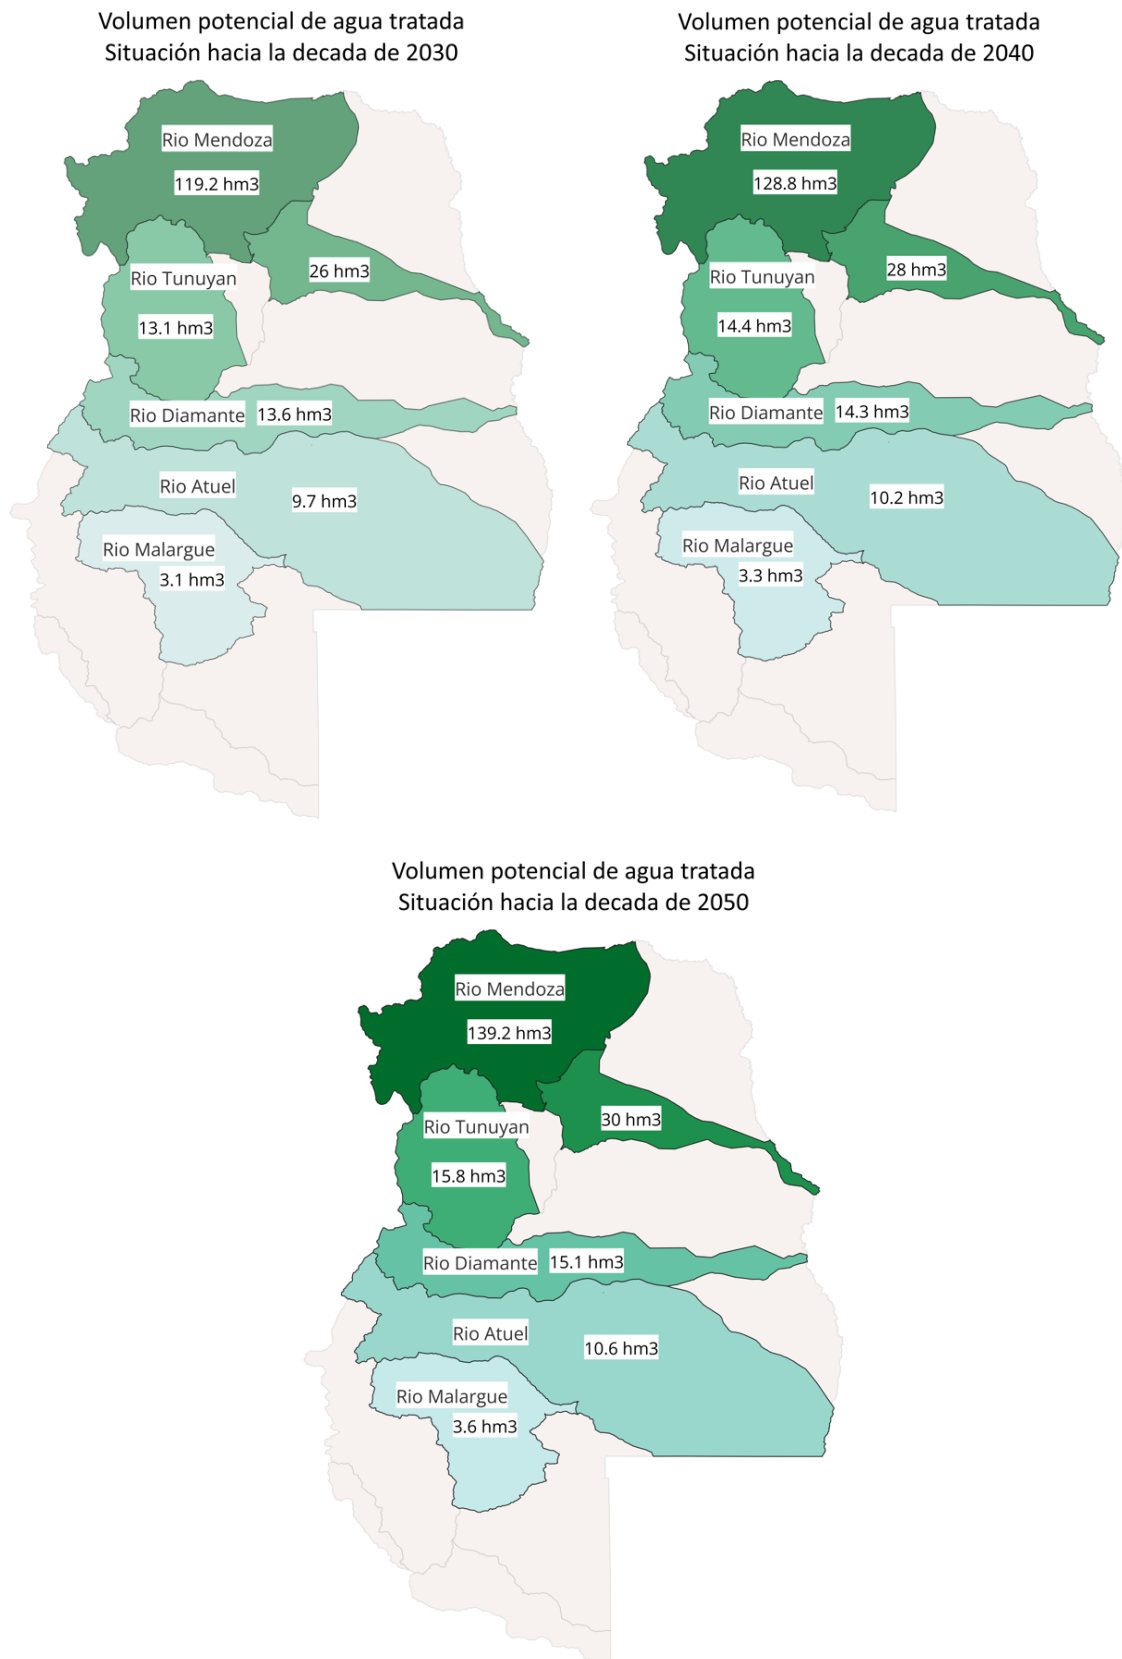 Volumen potencial de agua tratada
Situación hacia la decada de 2030
Rio Mendoza
119.2 hm3
26 hm3
Rio Tunuyan
13.1 hm3
Rio Diamante
13.6 hm3
Rio Atuel
9.7 hm3
Rio Malargue
3.1 hm3
Volumen potencial de agua tratada
Situación hacia la decada de 2040
Rio Mendoza
128.8 hm3
28 hm3
Rio Tunuyan
14.4 hm3
Rio Diamante
14.3 hm3
Rio Atuel
10.2 hm3
Rio Malargue
3.3 hm3
Volumen potencial de agua tratada
Situación hacia la decada de 2050
Rio Mendoza
139.2 hm3
30 hm3
Rio Tunuyan
15.8 hm3
Rio Diamante
15.1 hm3
Rio Atuel
10.6 hm3
Rio Malargue
3.6 hm3